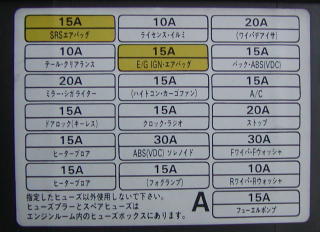 15A 10A 20A
SRSエアバッグ ライセンス・イルミ (ワイパデアイサ)
10A 15A 15A
テール・クリアランス E/G IGN・エアバッグ バック・ABS(VDC)
20A 15A 15A
ミラー・シガライター (ハイトコン・カーゴファン) A/C
15A 15A 20A
ドアロック(キーレス) クロック・ラジオ ストップ
15A 30A 30A
ヒーターブロア ABS(VDC) ソレノイド Fワイパ・Fウォッシャ
15A 15A 10A
ヒーターブロア (フォグランプ) Rワイパ・Rウォッシャ
指定したヒューズ以外使用しないで下さい。
ヒューズプラーとスペアヒューズは
エンジンルーム内のヒューズボックスにあります。
A
15A
フューエルポンプ